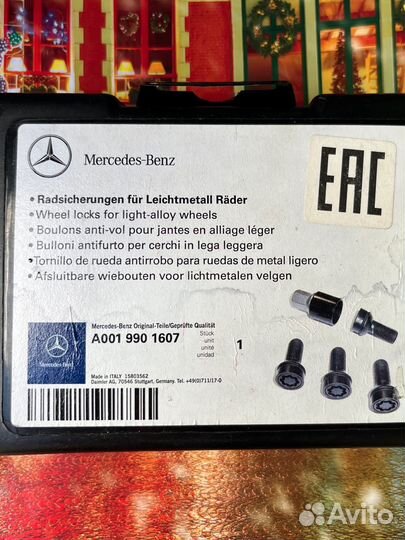 Mercedes-Benz
EAC
• Radsicherungen für Leichtmetall Räder
• Wheel locks for light-alloy wheels
• Boulons anti-vol pour jantes en alliage léger
• Bulloni antifurto per cerchi in lega leggera
• Tornillo de rueda antirrobo para ruedas de metal ligero
• Afsluitbare wiebouten voor lichtmetalen velgen
Mercedes-Benz Original-Teile/Geprüfte Qualität
A001 990 1607
Stück
unit
unité
unidad
1
Mercedes-Benz
Made in ITALY 15803562
Daimler AG, 70546 Stuttgart, Germany. Tel. +49(0)711/17-0
Avito